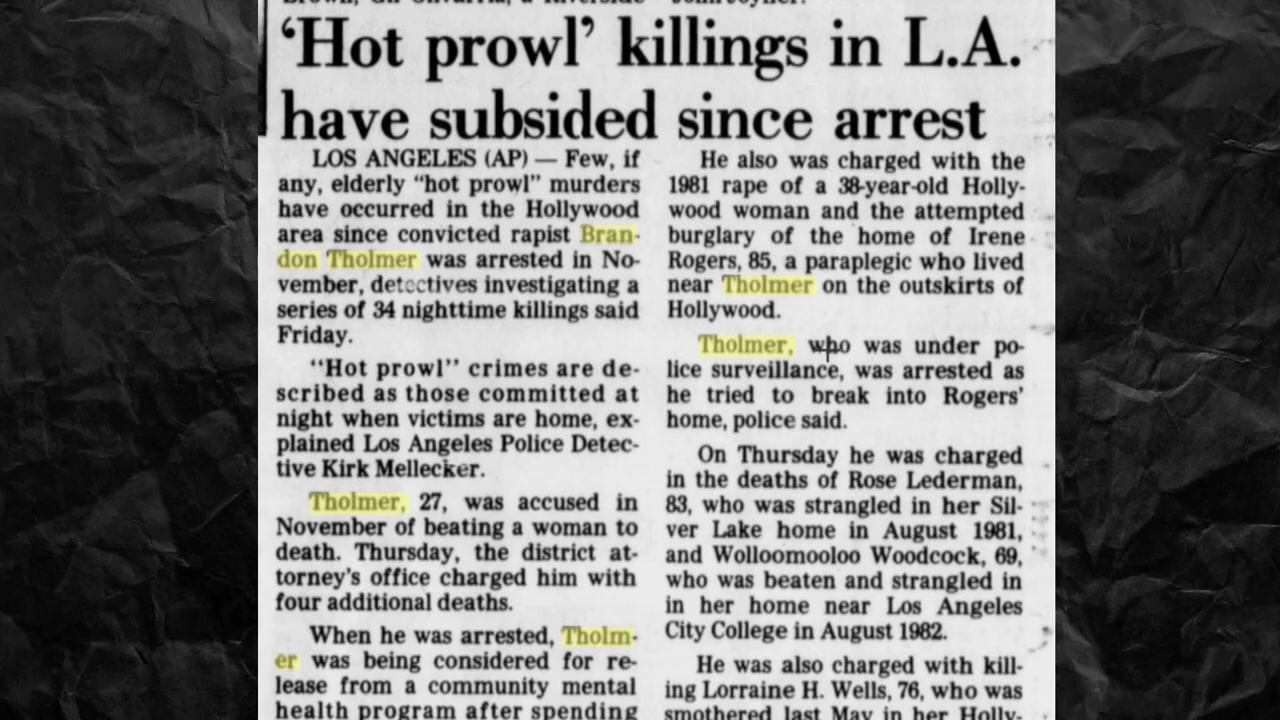 ‘Hot prowl’ killings in L.A.
have subsided since arrest
LOS ANGELES (AP) — Few, if
any, elderly “hot prowl” murders
have occurred in the Hollywood
area since convicted rapist Bran-
don Tholmer was arrested in No-
vember, detectives investigating a
series of 34 nighttime killings said
Friday.
“Hot prowl” crimes are de-
scribed as those committed at
night when victims are home, ex-
plained Los Angeles Police Detec-
tive Kirk Mellecker.
Tholmer, 27, was accused in
November of beating a woman to
death. Thursday, the district at-
torney’s office charged him with
four additional deaths.
When he was arrested, Tholm-
er was being considered for re-
lease from a community mental
health program after spending
He also was charged with the
1981 rape of a 38-year-old Holly-
wood woman and the attempted
burglary of the home of Irene
Rogers, 85, a paraplegic who lived
near Tholmer on the outskirts of
Hollywood.
Tholmer, who was under po-
lice surveillance, was arrested as
he tried to break into Rogers’
home, police said.
On Thursday he was charged
in the deaths of Rose Lederman,
83, who was strangled in her Sil-
ver Lake home in August 1981,
and Wolloomooloo Woodcock, 69,
who was beaten and strangled in
in her home near Los Angeles
City College in August 1982.
He was also charged with kill-
ing Lorraine H. Wells, 76, who was
smothered last May in her Holly-